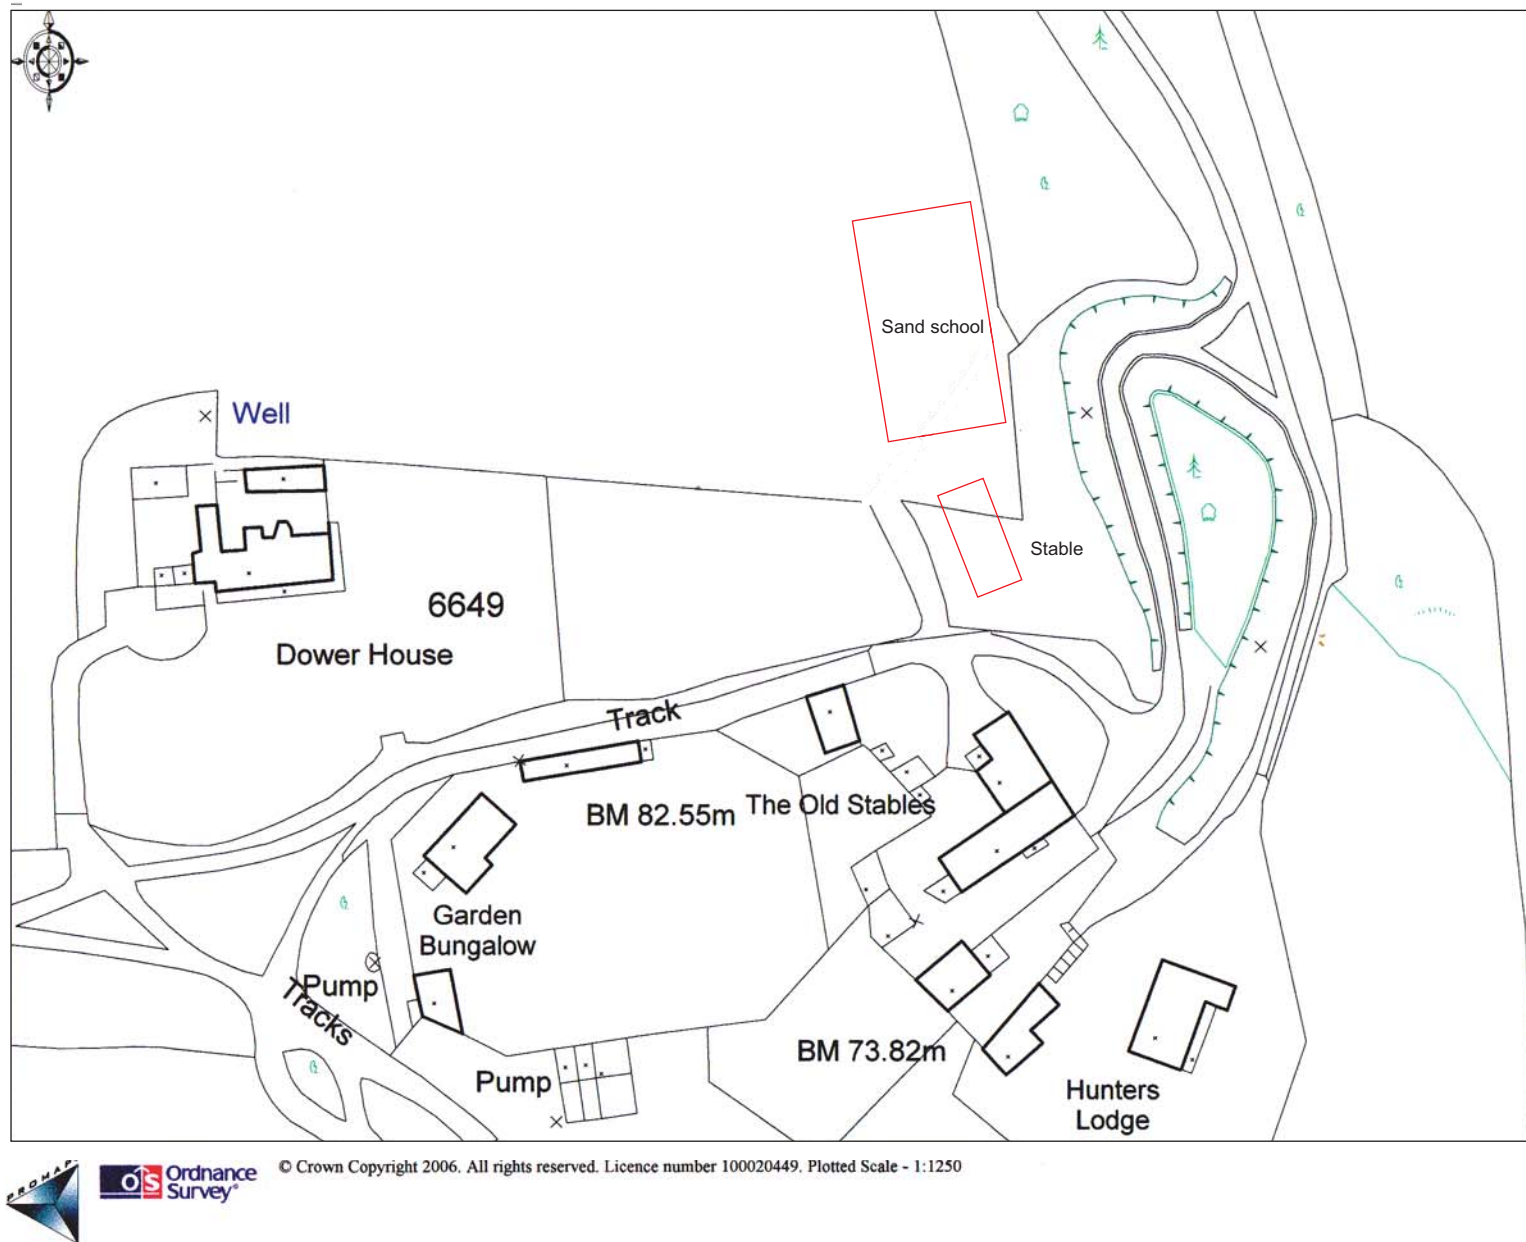 Sand school
Well
Stable
6649
Dower House
Track
BM 82.55m
The Old Stables
Garden
Bungalow
Pump
Tracks
BM 73.82m
Pump
Hunters
Lodge
PROMAP
OS Ordnance
Survey®
© Crown Copyright 2006. All rights reserved. Licence number 100020449. Plotted Scale - 1:1250